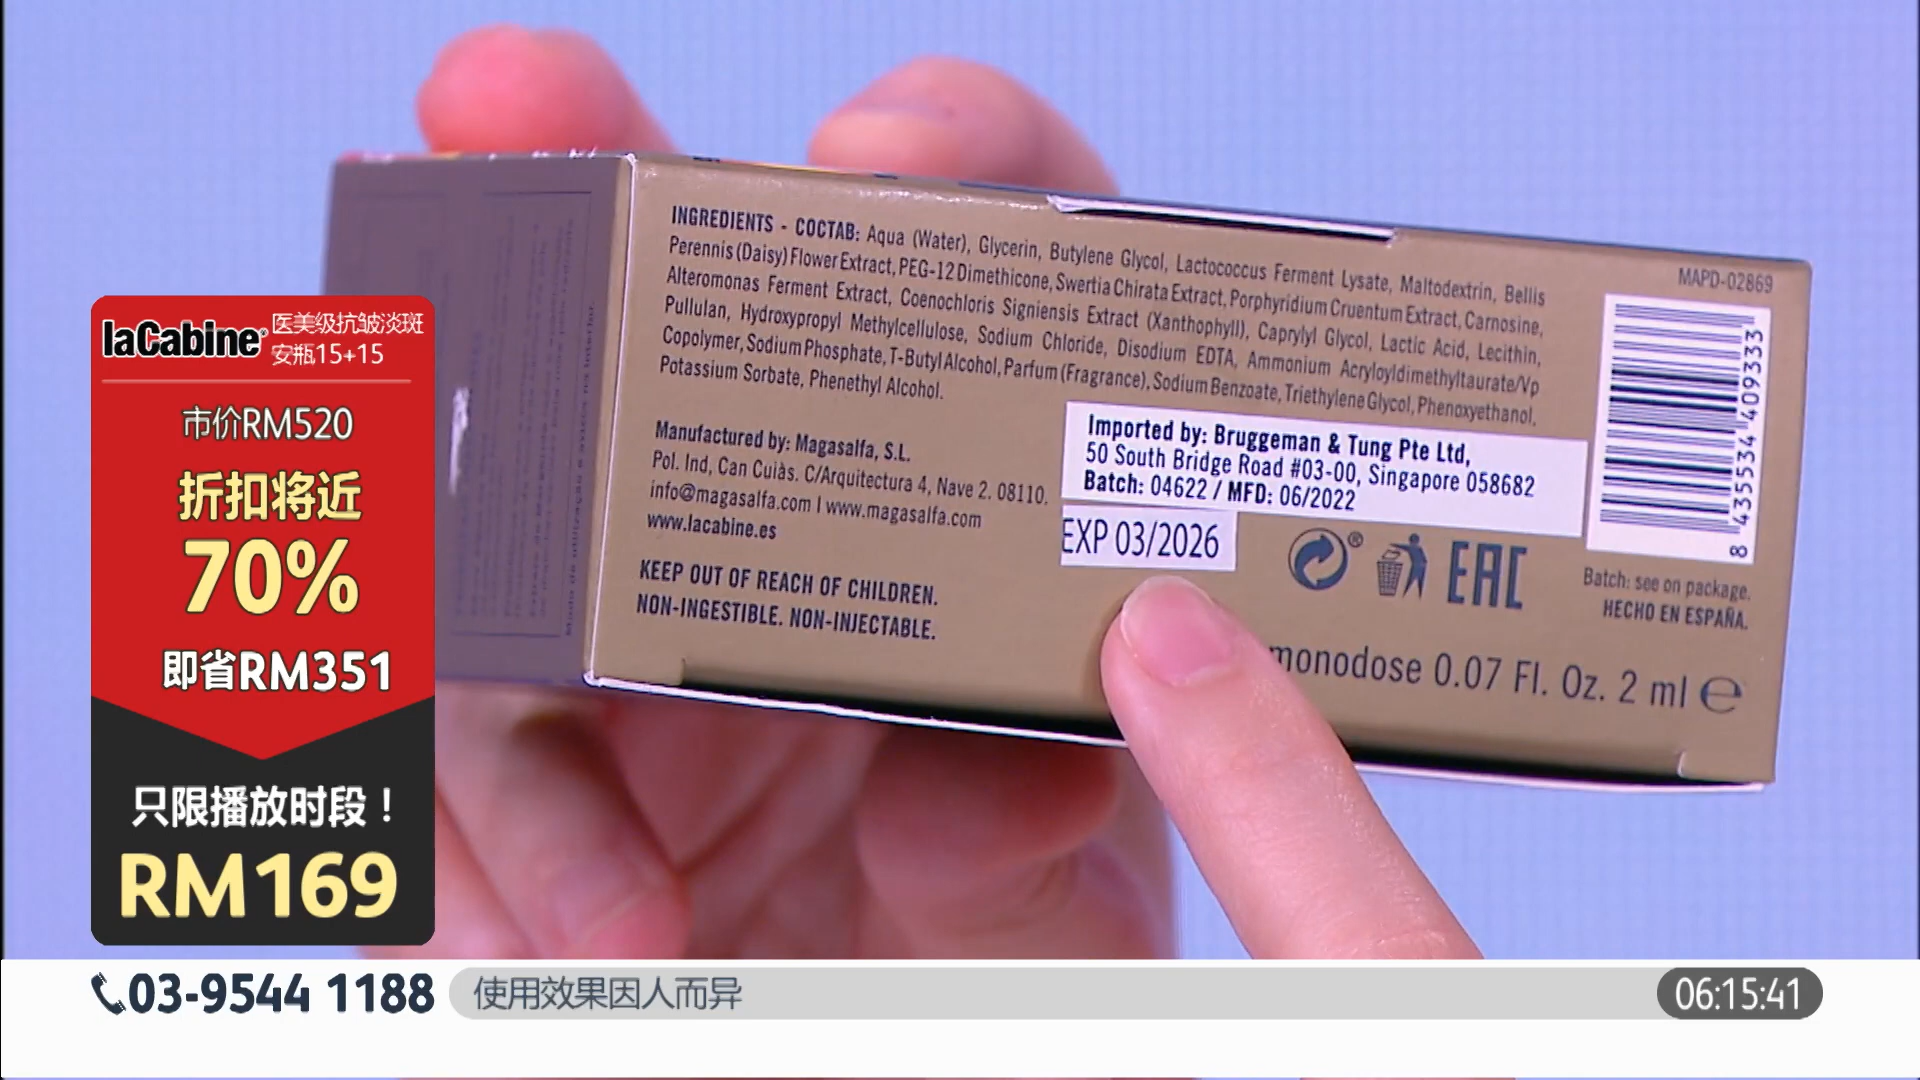 INGREDIENTS - COCTAB: Aqua (Water), Glycerin, Butylene Glycol, Lactococcus Ferment Lysate, Maltodextrin, Bellis
Perennis (Daisy) Flower Extract, PEG-12 Dimethicone, Swertia Chirata Extract, Porphyridium Cruentum Extract, Carnosine,
Alteromonas Ferment Extract, Coenochloris Signiensis Extract (Xanthophyll), Caprylyl Glycol, Lactic Acid, Lecithin,
Pullulan, Hydroxypropyl Methylcellulose, Sodium Chloride, Disodium EDTA, Ammonium Acryloyldimethyltaurate/Vp
Copolymer, Sodium Phosphate, T-Butyl Alcohol, Parfum (Fragrance), Sodium Benzoate, Triethylene Glycol, Phenoxyethanol,
Potassium Sorbate, Phenethyl Alcohol.
MAPD-02869
8 435534 409333
Manufactured by: Magasalfa, S.L.
Pol. Ind, Can Cuiàs. C/Arquitectura 4, Nave 2. 08110.
info@magasalfa.com | www.magasalfa.com
www.lacabine.es
KEEP OUT OF REACH OF CHILDREN.
NON-INGESTIBLE. NON-INJECTABLE.
Imported by: Bruggeman & Tung Pte Ltd,
50 South Bridge Road #03-00, Singapore 058682
Batch: 04622 / MFD: 06/2022
EXP 03/2026
EAC
Batch: see on package.
HECHO EN ESPAÑA.
monodose 0.07 Fl. Oz. 2 ml e
laCabine® 医美级抗皱淡斑
安瓶15+15
市价RM520
折扣将近
70%
即省RM351
只限播放时段！
RM169
03-9544 1188
使用效果因人而异
06:15:41